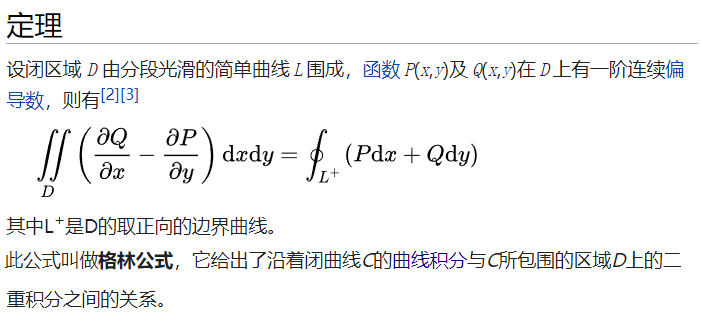 定理
设闭区域 D 由分段光滑的简单曲线 L 围成，函数 P(x,y)及 Q(x,y)在 D 上有一阶连续偏
导数，则有[2][3]
∬_D (∂Q/∂x − ∂P/∂y) dxdy = ∮_{L⁺} (Pdx + Qdy)
其中L⁺是D的取正向的边界曲线。
此公式叫做格林公式，它给出了沿着闭曲线C的曲线积分与C所包围的区域D上的二
重积分之间的关系。